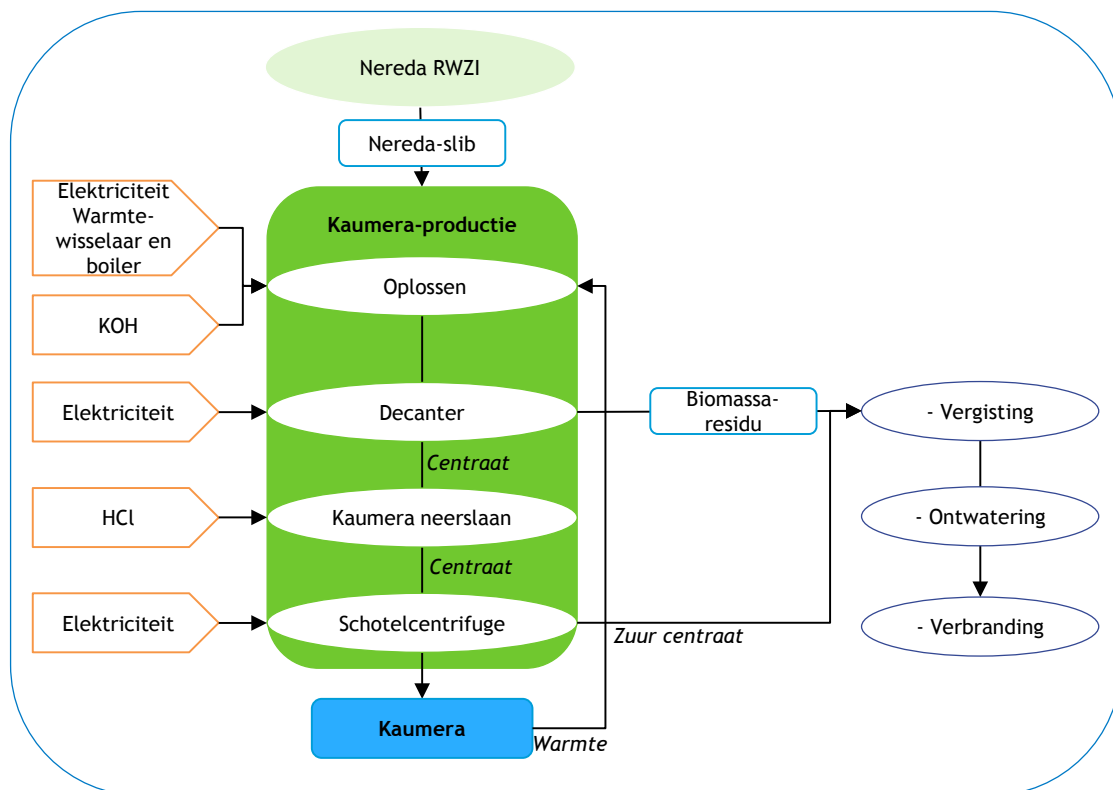 Nereda RWZI
Nereda-slib
Elektriciteit
Warmte-
wisselaar en
boiler
Kaumera-productie
Oplossen
KOH
Elektriciteit
Decanter
Biomassa-
residu
- Vergisting
Centraat
HCl
Kaumera neerslaan
- Ontwatering
Centraat
Elektriciteit
Schotelcentrifuge
Zuur centraat
- Verbranding
Kaumera
Warmte